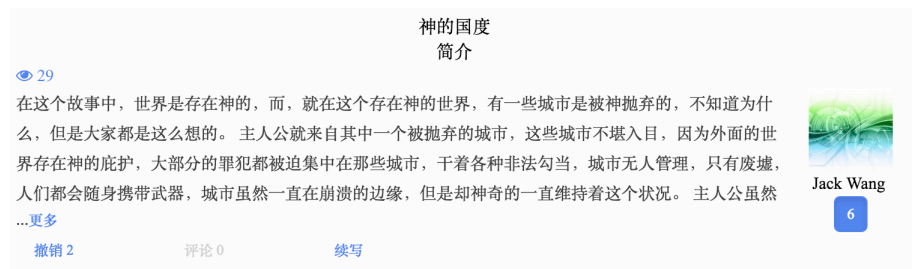 神的国度
简介
29
在这个故事中，世界是存在神的，而，就在这个存在神的世界，有一些城市是被神抛弃的，不知道为什
么，但是大家都是这么想的。 主人公就来自其中一个被抛弃的城市，这些城市不堪入目，因为外面的世
界存在神的庇护，大部分的罪犯都被迫集中在那些城市，干着各种非法勾当，城市无人管理，只有废墟，
人们都会随身携带武器，城市虽然一直在崩溃的边缘，但是却神奇的一直维持着这个状况。 主人公虽然
...更多
Jack Wang
6
撤销 2 评论 0 续写